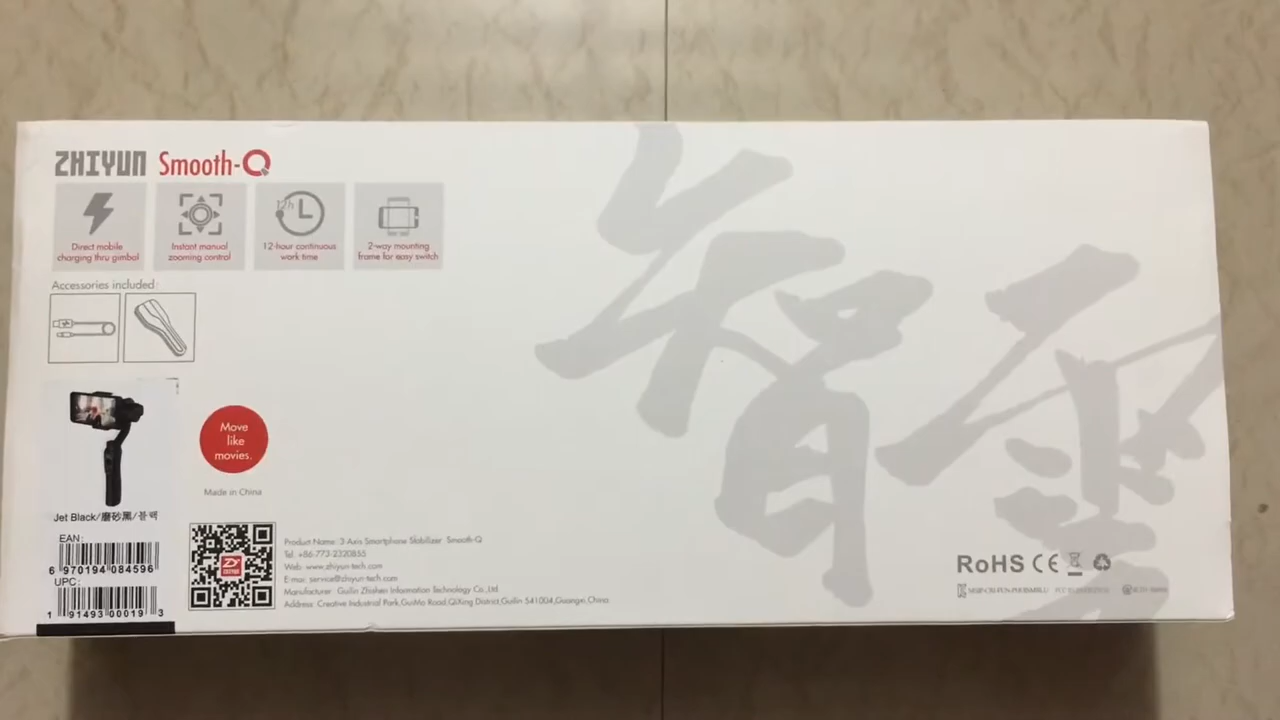 ZHIYUN Smooth-Q
Direct mobile
charging thru gimbal
Instant manual
zooming control
12h
12-hour continuous
work time
2-way mounting
frame for easy switch
Accessories included
Move
like
movies.
Made in China
Jet Black/磨砂黑/블랙
EAN:
6 970194 084596
UPC:
1 91493 00019 3
Product Name: 3 Axis Smartphone Stabilizer Smooth-Q
Tel: +86-773-2320855
Web: www.zhiyun-tech.com
E-mai: service@zhiyun-tech.com
Manufacturer: Guilin Zhishen Information Technology Co.,Ltd
Address: Creative Industrial Park,GuiMo Road,QiXing District,Guilin 541004,Guangxi,China
智雲
RoHS CE